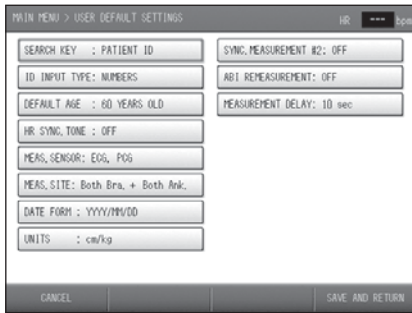 MAIN MENU > USER DEFAULT SETTINGS
HR --- bpm
SEARCH KEY : PATIENT ID
ID INPUT TYPE: NUMBERS
DEFAULT AGE : 60 YEARS OLD
HR SYNC. TONE : OFF
MEAS. SENSOR: ECG, PCG
MEAS. SITE: Both Bra. + Both Ank.
DATE FORM : YYYY/MM/DD
UNITS : cm/kg
SYNC. MEASUREMENT #2: OFF
ABI REMEASUREMENT: OFF
MEASUREMENT DELAY: 10 sec
CANCEL
SAVE AND RETURN